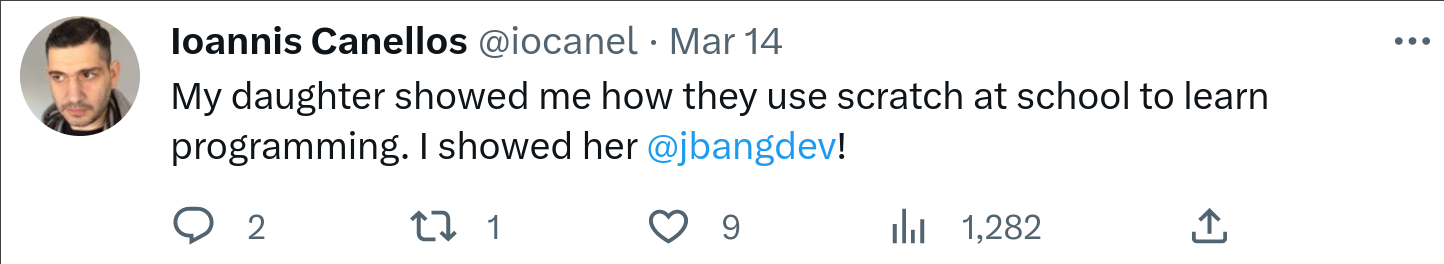 Ioannis Canellos @iocanel · Mar 14
My daughter showed me how they use scratch at school to learn
programming. I showed her @jbangdev!
2 1 9 1,282